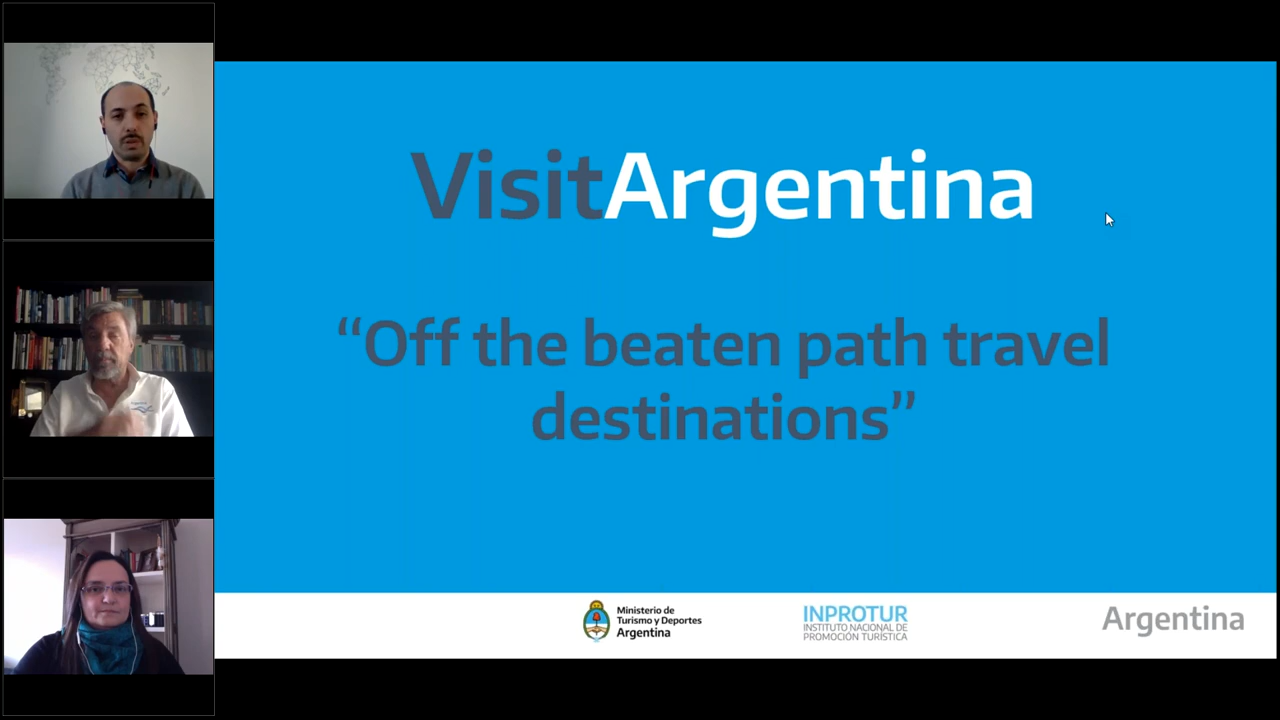 VisitArgentina
“Off the beaten path travel
destinations”
Ministerio de
Turismo y Deportes
Argentina
INPROTUR
INSTITUTO NACIONAL DE
PROMOCIÓN TURÍSTICA
Argentina